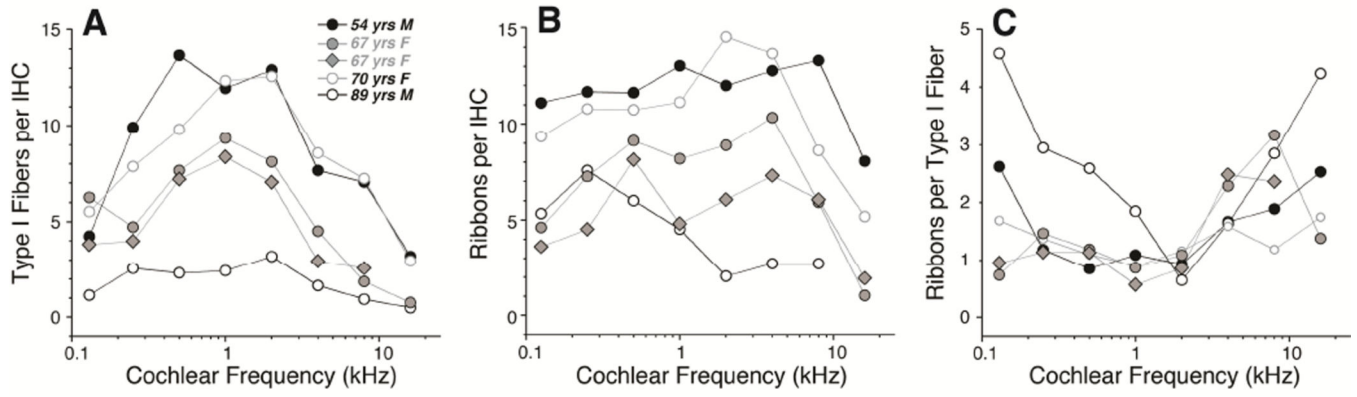 A
Type I Fibers per IHC
15
10
5
0
0.1
1
10
Cochlear Frequency (kHz)
54 yrs M
67 yrs F
67 yrs F
70 yrs F
89 yrs M
B
Ribbons per IHC
15
10
5
0
0.1
1
10
Cochlear Frequency (kHz)
C
Ribbons per Type I Fiber
5
4
3
2
1
0
0.1
1
10
Cochlear Frequency (kHz)